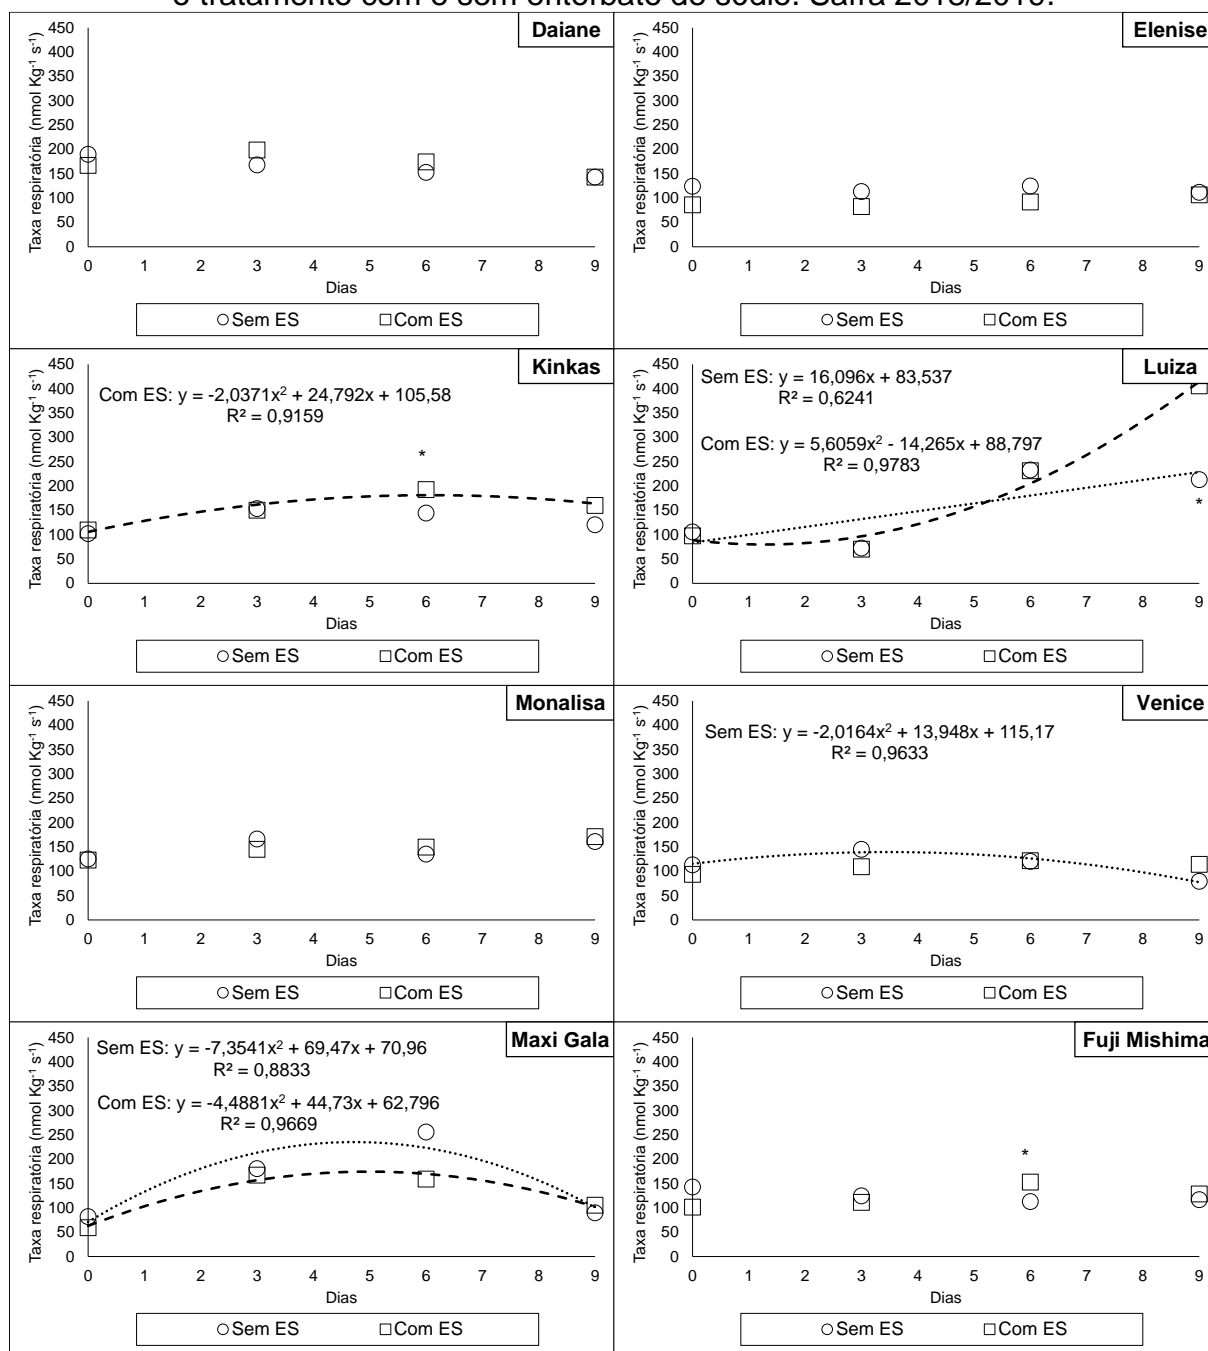 e tratamento com e sem eritorbato de sódio. Safra 2018/2019.
Daiane
Taxa respiratória (nmol Kg⁻¹ s⁻¹)
450
400
350
300
250
200
150
100
50
0
0 1 2 3 4 5 6 7 8 9
Dias
Sem ES Com ES
Elenise
Taxa respiratória (nmol Kg⁻¹ s⁻¹)
450
400
350
300
250
200
150
100
50
0
0 1 2 3 4 5 6 7 8 9
Dias
Sem ES Com ES
Kinkas
Com ES: y = -2,0371x² + 24,792x + 105,58
R² = 0,9159
*
Taxa respiratória (nmol Kg⁻¹ s⁻¹)
450
400
350
300
250
200
150
100
50
0
0 1 2 3 4 5 6 7 8 9
Dias
Sem ES Com ES
Luiza
Sem ES: y = 16,096x + 83,537
R² = 0,6241
Com ES: y = 5,6059x² - 14,265x + 88,797
R² = 0,9783
*
Taxa respiratória (nmol Kg⁻¹ s⁻¹)
450
400
350
300
250
200
150
100
50
0
0 1 2 3 4 5 6 7 8 9
Dias
Sem ES Com ES
Monalisa
Taxa respiratória (nmol Kg⁻¹ s⁻¹)
450
400
350
300
250
200
150
100
50
0
0 1 2 3 4 5 6 7 8 9
Dias
Sem ES Com ES
Venice
Sem ES: y = -2,0164x² + 13,948x + 115,17
R² = 0,9633
Taxa respiratória (nmol Kg⁻¹ s⁻¹)
450
400
350
300
250
200
150
100
50
0
0 1 2 3 4 5 6 7 8 9
Dias
Sem ES Com ES
Maxi Gala
Sem ES: y = -7,3541x² + 69,47x + 70,96
R² = 0,8833
Com ES: y = -4,4881x² + 44,73x + 62,796
R² = 0,9669
Taxa respiratória (nmol Kg⁻¹ s⁻¹)
450
400
350
300
250
200
150
100
50
0
0 1 2 3 4 5 6 7 8 9
Dias
Sem ES Com ES
Fuji Mishima
*
Taxa respiratória (nmol Kg⁻¹ s⁻¹)
450
400
350
300
250
200
150
100
50
0
0 1 2 3 4 5 6 7 8 9
Dias
Sem ES Com ES